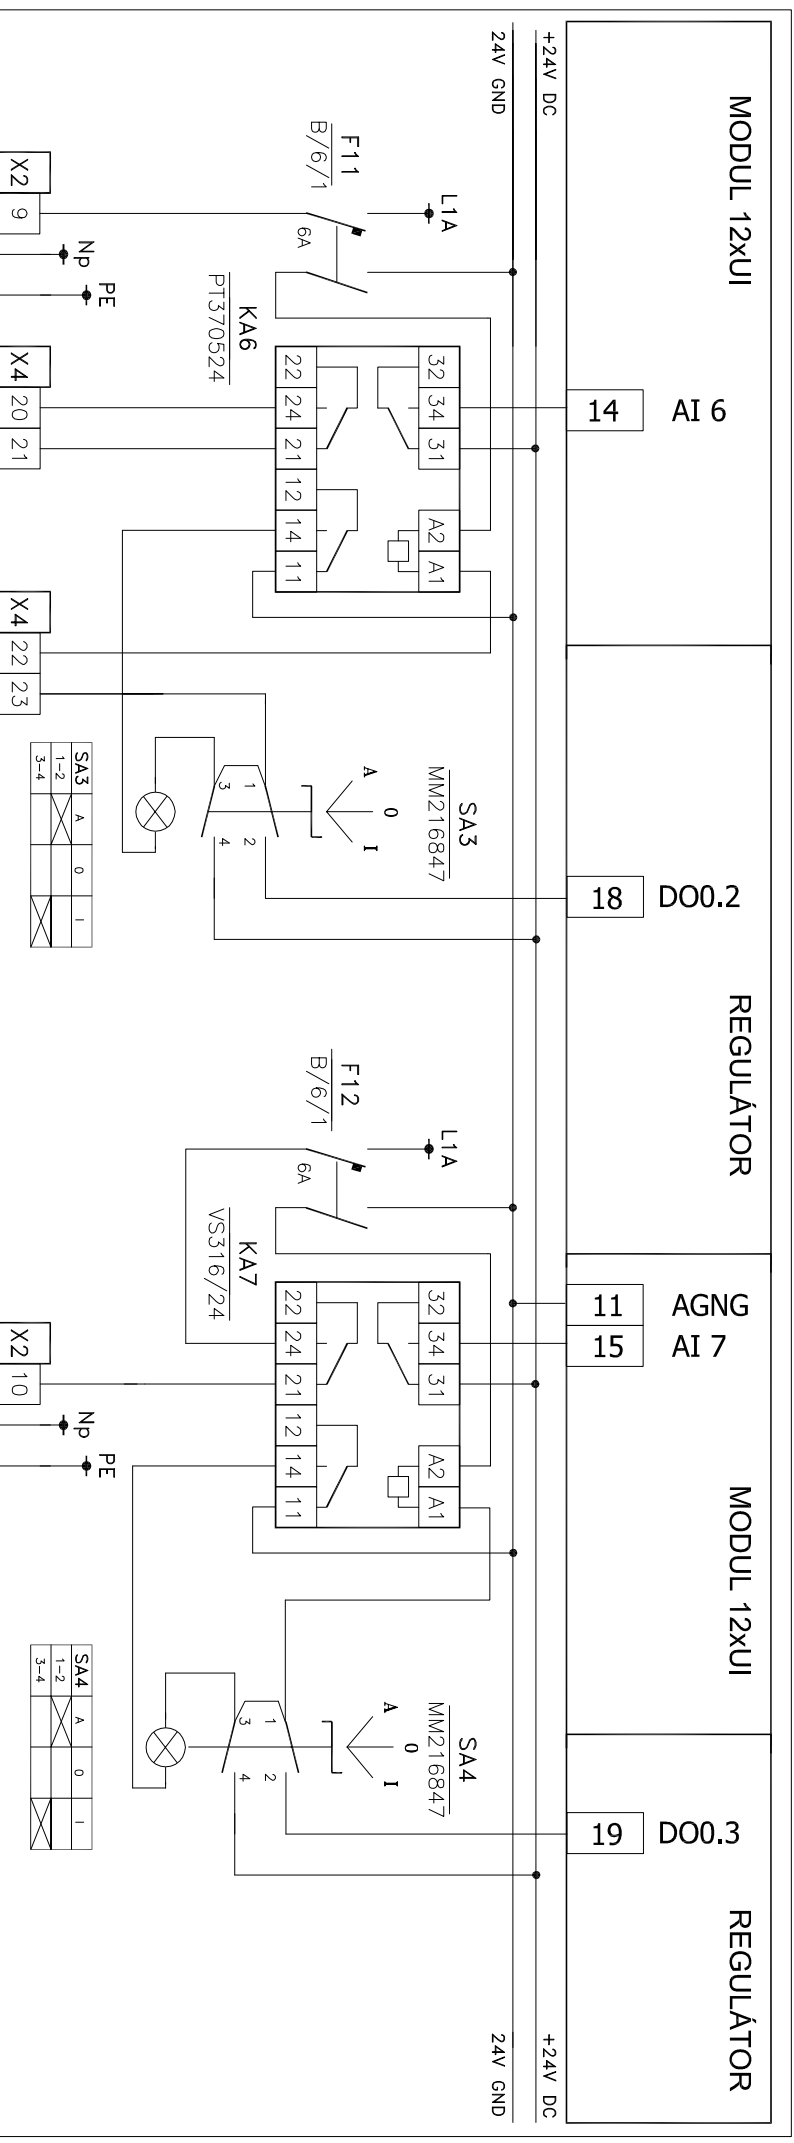 MODUL 12xUI
REGULÁTOR
MODUL 12xUI
REGULÁTOR
14 AI 6
18 DO0.2
11 AGNG
15 AI 7
19 DO0.3
+24V DC
24V GND
+24V DC
24V GND
L1A
F11
B/6/1
6A
KA6
PT370524
32 34 31 A2 A1
22 24 21 12 14 11
SA3
MM216847
A 0 I
1 2
3 4
L1A
F12
B/6/1
6A
KA7
VS316/24
32 34 31 A2 A1
22 24 21 12 14 11
SA4
MM216847
A 0 I
1 2
3 4
Np
PE
SA3 A 0 I
1-2
3-4
Np
PE
SA4 A 0 I
1-2
3-4
X2 9
X4 20 21
X4 22 23
X2 10